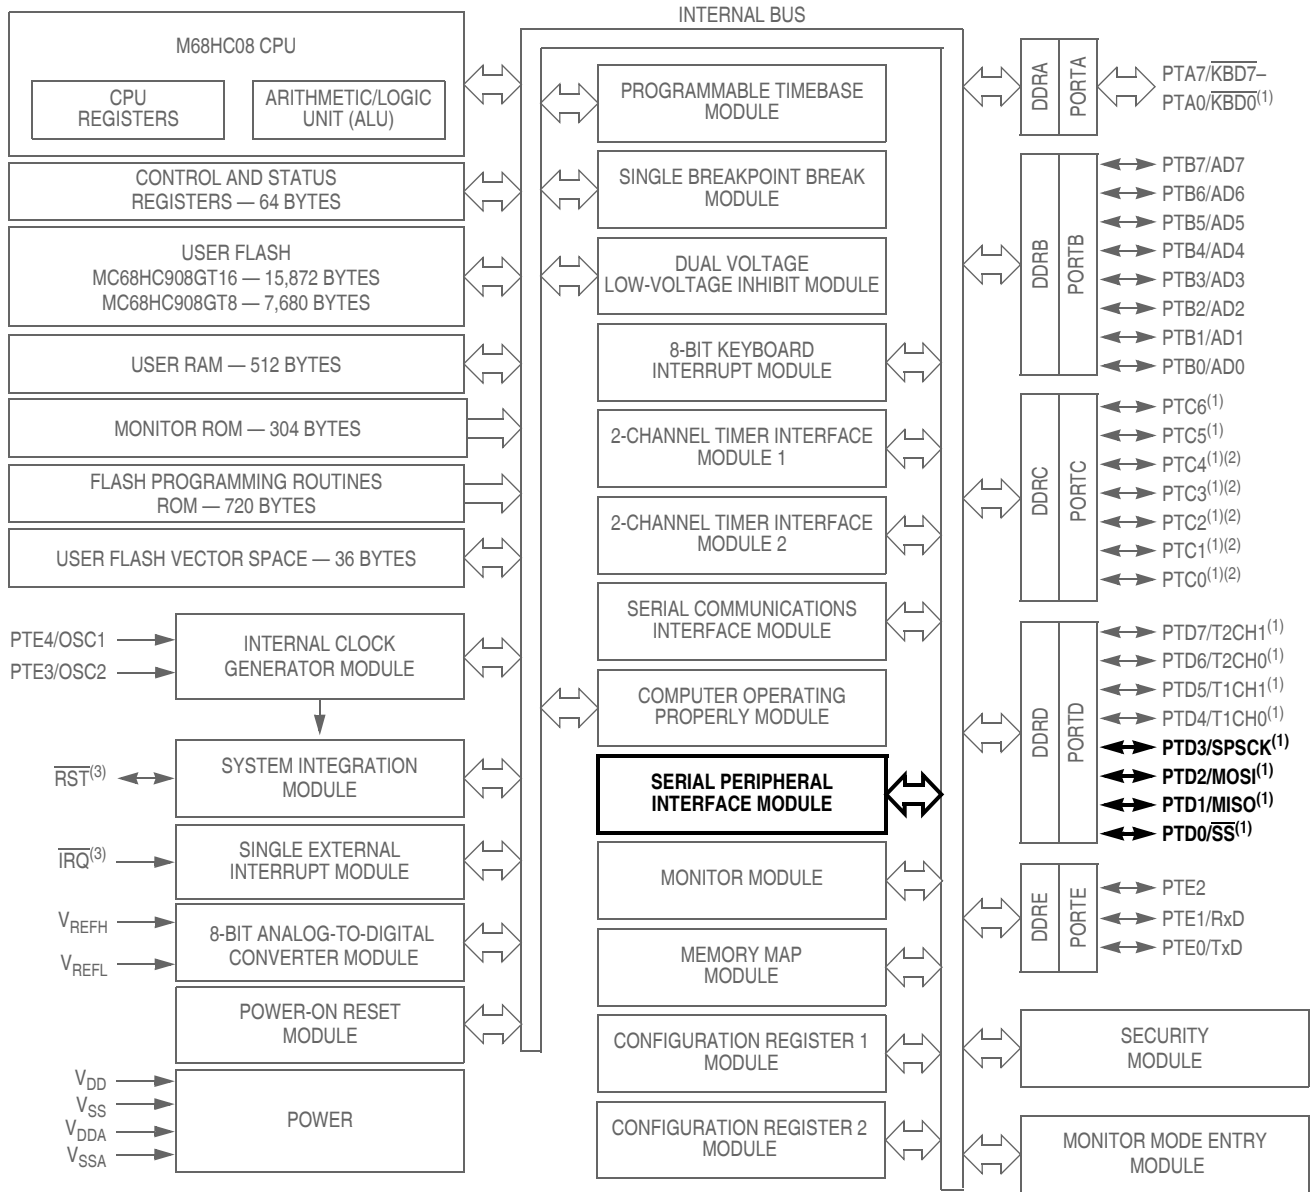 INTERNAL BUS
M68HC08 CPU
CPU
REGISTERS
ARITHMETIC/LOGIC
UNIT (ALU)
CONTROL AND STATUS
REGISTERS — 64 BYTES
USER FLASH
MC68HC908GT16 — 15,872 BYTES
MC68HC908GT8 — 7,680 BYTES
USER RAM — 512 BYTES
MONITOR ROM — 304 BYTES
FLASH PROGRAMMING ROUTINES
ROM — 720 BYTES
USER FLASH VECTOR SPACE — 36 BYTES
PTE4/OSC1
PTE3/OSC2
INTERNAL CLOCK
GENERATOR MODULE
RST(3)
SYSTEM INTEGRATION
MODULE
IRQ(3)
SINGLE EXTERNAL
INTERRUPT MODULE
VREFH
VREFL
8-BIT ANALOG-TO-DIGITAL
CONVERTER MODULE
POWER-ON RESET
MODULE
VDD
VSS
VDDA
VSSA
POWER
PROGRAMMABLE TIMEBASE
MODULE
SINGLE BREAKPOINT BREAK
MODULE
DUAL VOLTAGE
LOW-VOLTAGE INHIBIT MODULE
8-BIT KEYBOARD
INTERRUPT MODULE
2-CHANNEL TIMER INTERFACE
MODULE 1
2-CHANNEL TIMER INTERFACE
MODULE 2
SERIAL COMMUNICATIONS
INTERFACE MODULE
COMPUTER OPERATING
PROPERLY MODULE
SERIAL PERIPHERAL
INTERFACE MODULE
MONITOR MODULE
MEMORY MAP
MODULE
CONFIGURATION REGISTER 1
MODULE
CONFIGURATION REGISTER 2
MODULE
DDRA
PORTA
PTA7/KBD7–
PTA0/KBD0(1)
DDRB
PORTB
PTB7/AD7
PTB6/AD6
PTB5/AD5
PTB4/AD4
PTB3/AD3
PTB2/AD2
PTB1/AD1
PTB0/AD0
DDRC
PORTC
PTC6(1)
PTC5(1)
PTC4(1)(2)
PTC3(1)(2)
PTC2(1)(2)
PTC1(1)(2)
PTC0(1)(2)
DDRD
PORTD
PTD7/T2CH1(1)
PTD6/T2CH0(1)
PTD5/T1CH1(1)
PTD4/T1CH0(1)
PTD3/SPSCK(1)
PTD2/MOSI(1)
PTD1/MISO(1)
PTD0/SS(1)
DDRE
PORTE
PTE2
PTE1/RxD
PTE0/TxD
SECURITY
MODULE
MONITOR MODE ENTRY
MODULE